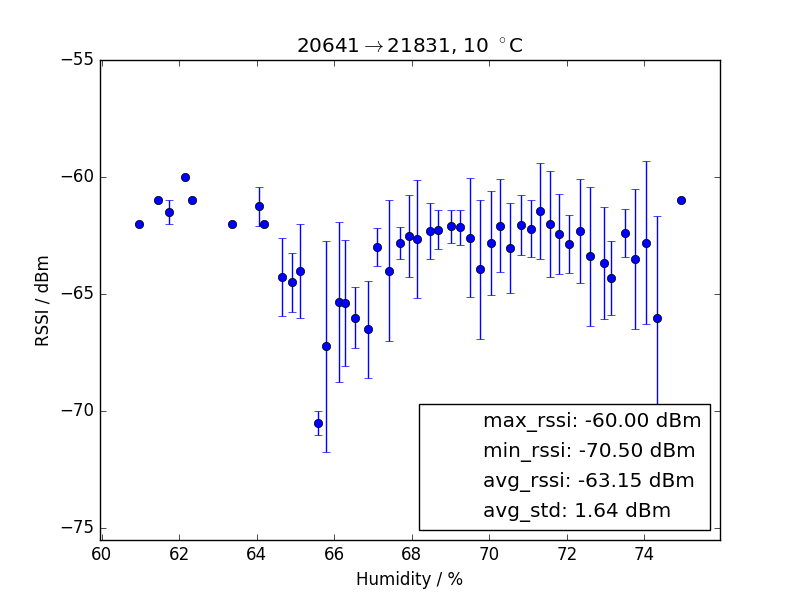 20641→21831, 10 °C
RSSI / dBm
−55
−60
−65
−70
−75
max_rssi: -60.00 dBm
min_rssi: -70.50 dBm
avg_rssi: -63.15 dBm
avg_std: 1.64 dBm
60 62 64 66 68 70 72 74
Humidity / %